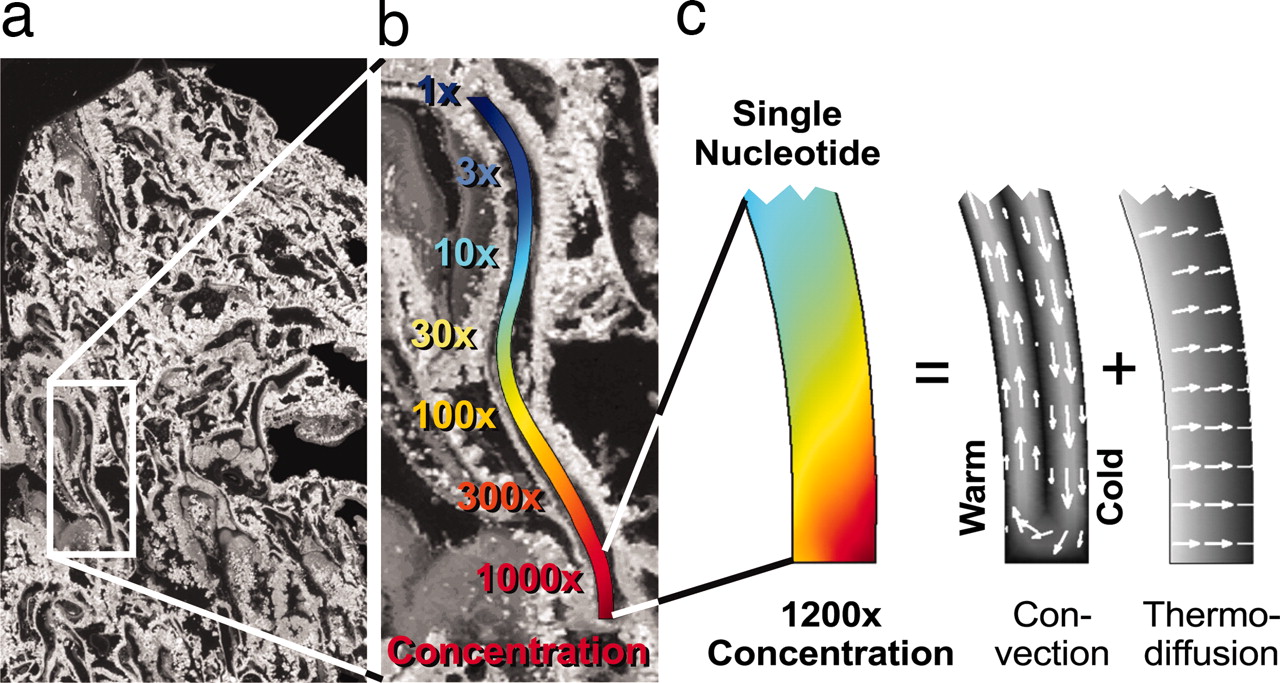 a
b
c
1x
3x
10x
30x
100x
300x
1000x
Concentration
Single
Nucleotide
=
+
Warm
Cold
1200x
Concentration
Con-
vection
Thermo-
diffusion